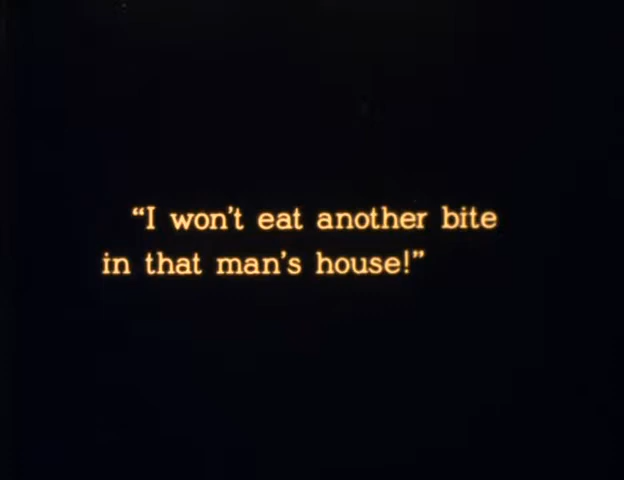 “I won’t eat another bite
in that man’s house!”